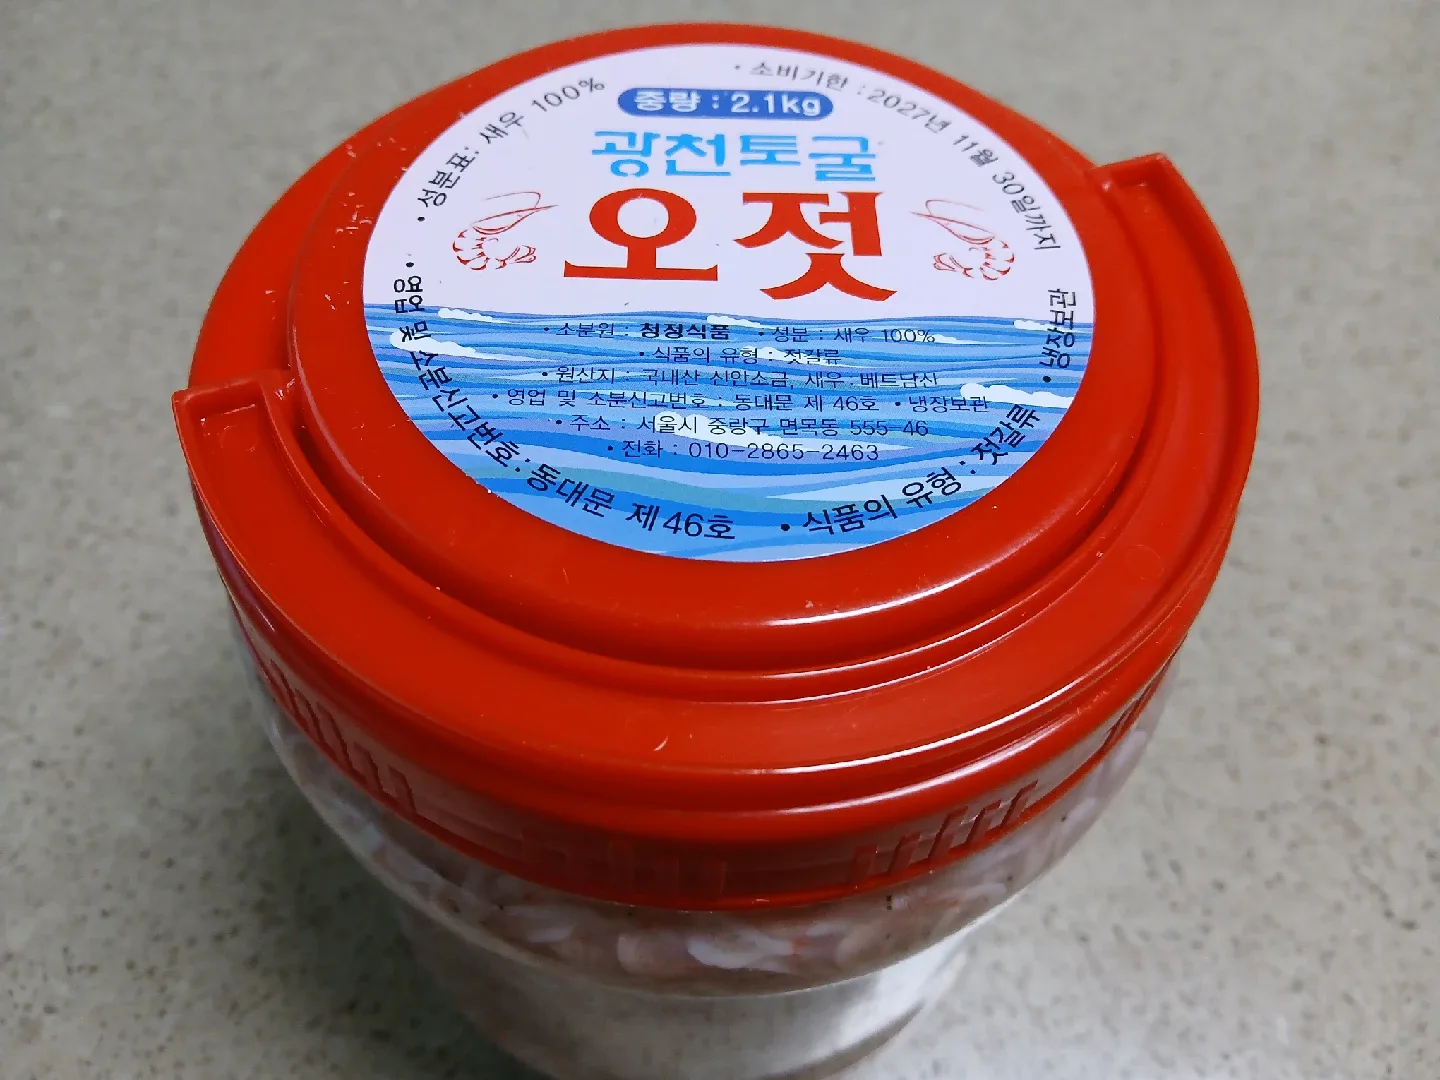 • 성분표: 새우 100%
• 소비기한 : 2027년 11월 30일까지
중량 : 2.1kg
광천토굴
오젓
• 소분원 : 청정식품 • 성분 : 새우 100%
• 식품의 유형 : 젓갈류
• 원산지 : 국내산 신안소금, 새우 : 베트남산
• 영업 및 소분신고번호 : 동대문 제 46호 • 냉장보관
• 주소 : 서울시 중랑구 면목동 555-46
• 전화 : 010-2865-2463
• 영업 및 소분신고번호 : 동대문 제46호
• 식품의 유형 : 젓갈류
• 냉장보관